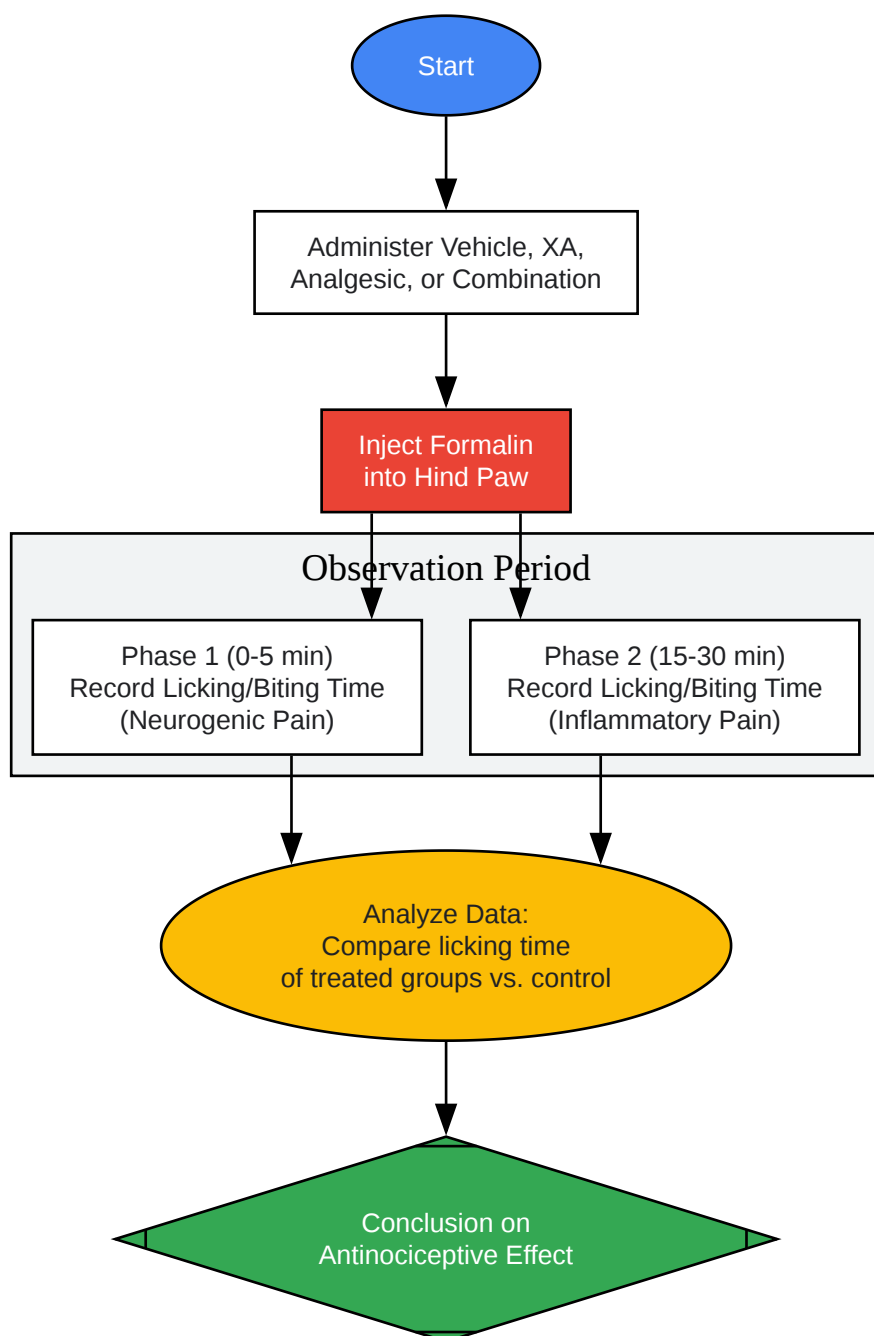 Start
Administer Vehicle, XA,
Analgesic, or Combination
Inject Formalin
into Hind Paw
Observation Period
Phase 1 (0-5 min)
Record Licking/Biting Time
(Neurogenic Pain)
Phase 2 (15-30 min)
Record Licking/Biting Time
(Inflammatory Pain)
Analyze Data:
Compare licking time
of treated groups vs. control
Conclusion on
Antinociceptive Effect